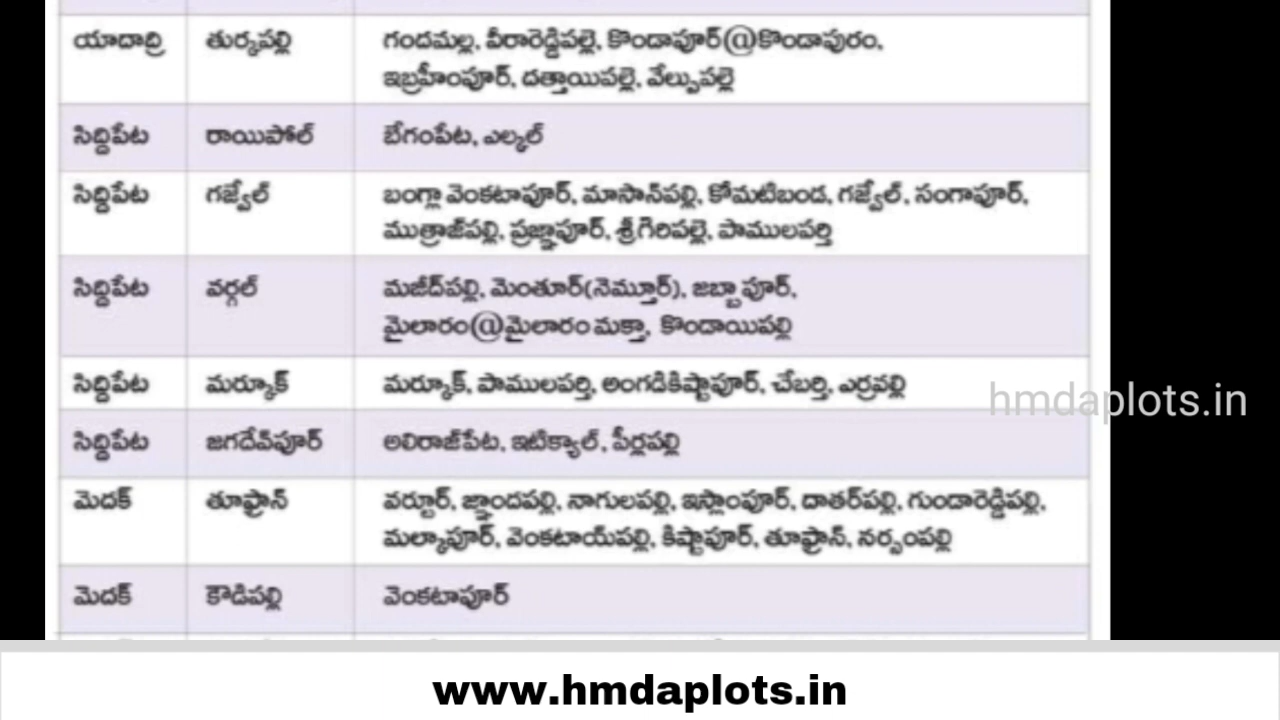 యాదాద్రి తుర్కపల్లి గందమల్ల, వీరారెడ్డిపల్లె, కొండాపూర్@కొండాపురం,
ఇబ్రహీంపూర్, దత్తాయిపల్లె, వేల్పుపల్లె
సిద్దిపేట రాయిపోల్ బేగంపేట, ఎల్కల్
సిద్దిపేట గజ్వేల్ బంగ్లా వెంకటాపూర్, మాసాన్‌పల్లి, కోమటిబండ, గజ్వేల్, సంగాపూర్,
ముత్రాజ్‌పల్లి, ప్రజ్ఞాపూర్, శ్రీగిరిపల్లె, పాములపర్తి
సిద్దిపేట వర్గల్ మజీద్‌పల్లి, మెంతూర్(నెమ్తూర్), జబ్బాపూర్,
మైలారం@మైలారం మక్తా, కొండాయిపల్లి
సిద్దిపేట మర్కూక్ మర్కూక్, పాములపర్తి, అంగడికిష్టాపూర్, చేబర్తి, ఎర్రవల్లి
hmdaplots.in
సిద్దిపేట జగదేవ్‌పూర్ అలిరాజ్‌పేట, ఇటిక్యాల్, పీర్లపల్లి
మెదక్ తూఫ్రాన్ వర్టూర్, జ్ఞాందపల్లి, నాగులపల్లి, ఇస్లాంపూర్, దాతర్‌పల్లి, గుండారెడ్డిపల్లి,
మల్కాపూర్, వెంకటాయ్‌పల్లి, కిష్టాపూర్, తూఫ్రాన్, నర్సంపల్లి
మెదక్ కౌడిపల్లి వెంకటాపూర్
www.hmdaplots.in